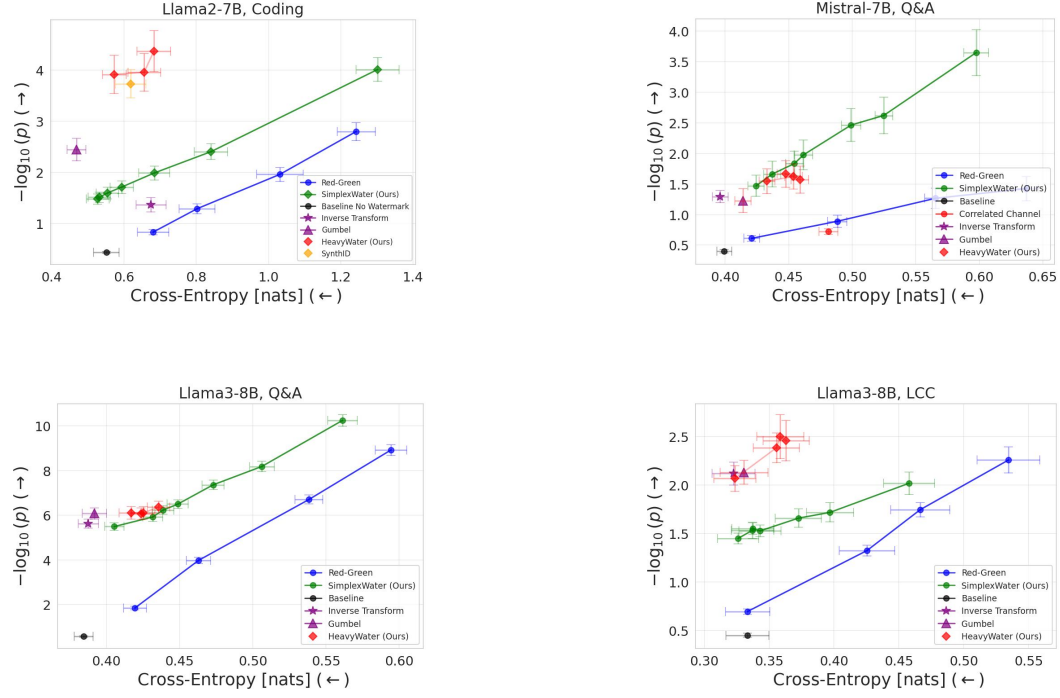 Llama2-7B, Coding
−log₁₀(p) (→)
4
3
2
1
0.4 0.6 0.8 1.0 1.2 1.4
Cross-Entropy [nats] (←)
Red-Green
SimplexWater (Ours)
Baseline No Watermark
Inverse Transform
Gumbel
HeavyWater (Ours)
SynthID
Mistral-7B, Q&A
−log₁₀(p) (→)
4.0
3.5
3.0
2.5
2.0
1.5
1.0
0.5
0.40 0.45 0.50 0.55 0.60 0.65
Cross-Entropy [nats] (←)
Red-Green
SimplexWater (Ours)
Baseline
Correlated Channel
Inverse Transform
Gumbel
HeavyWater (Ours)
Llama3-8B, Q&A
−log₁₀(p) (→)
10
8
6
4
2
0.40 0.45 0.50 0.55 0.60
Cross-Entropy [nats] (←)
Red-Green
SimplexWater (Ours)
Baseline
Inverse Transform
Gumbel
HeavyWater (Ours)
Llama3-8B, LCC
−log₁₀(p) (→)
2.5
2.0
1.5
1.0
0.5
0.30 0.35 0.40 0.45 0.50 0.55
Cross-Entropy [nats] (←)
Red-Green
SimplexWater (Ours)
Baseline
Inverse Transform
Gumbel
HeavyWater (Ours)